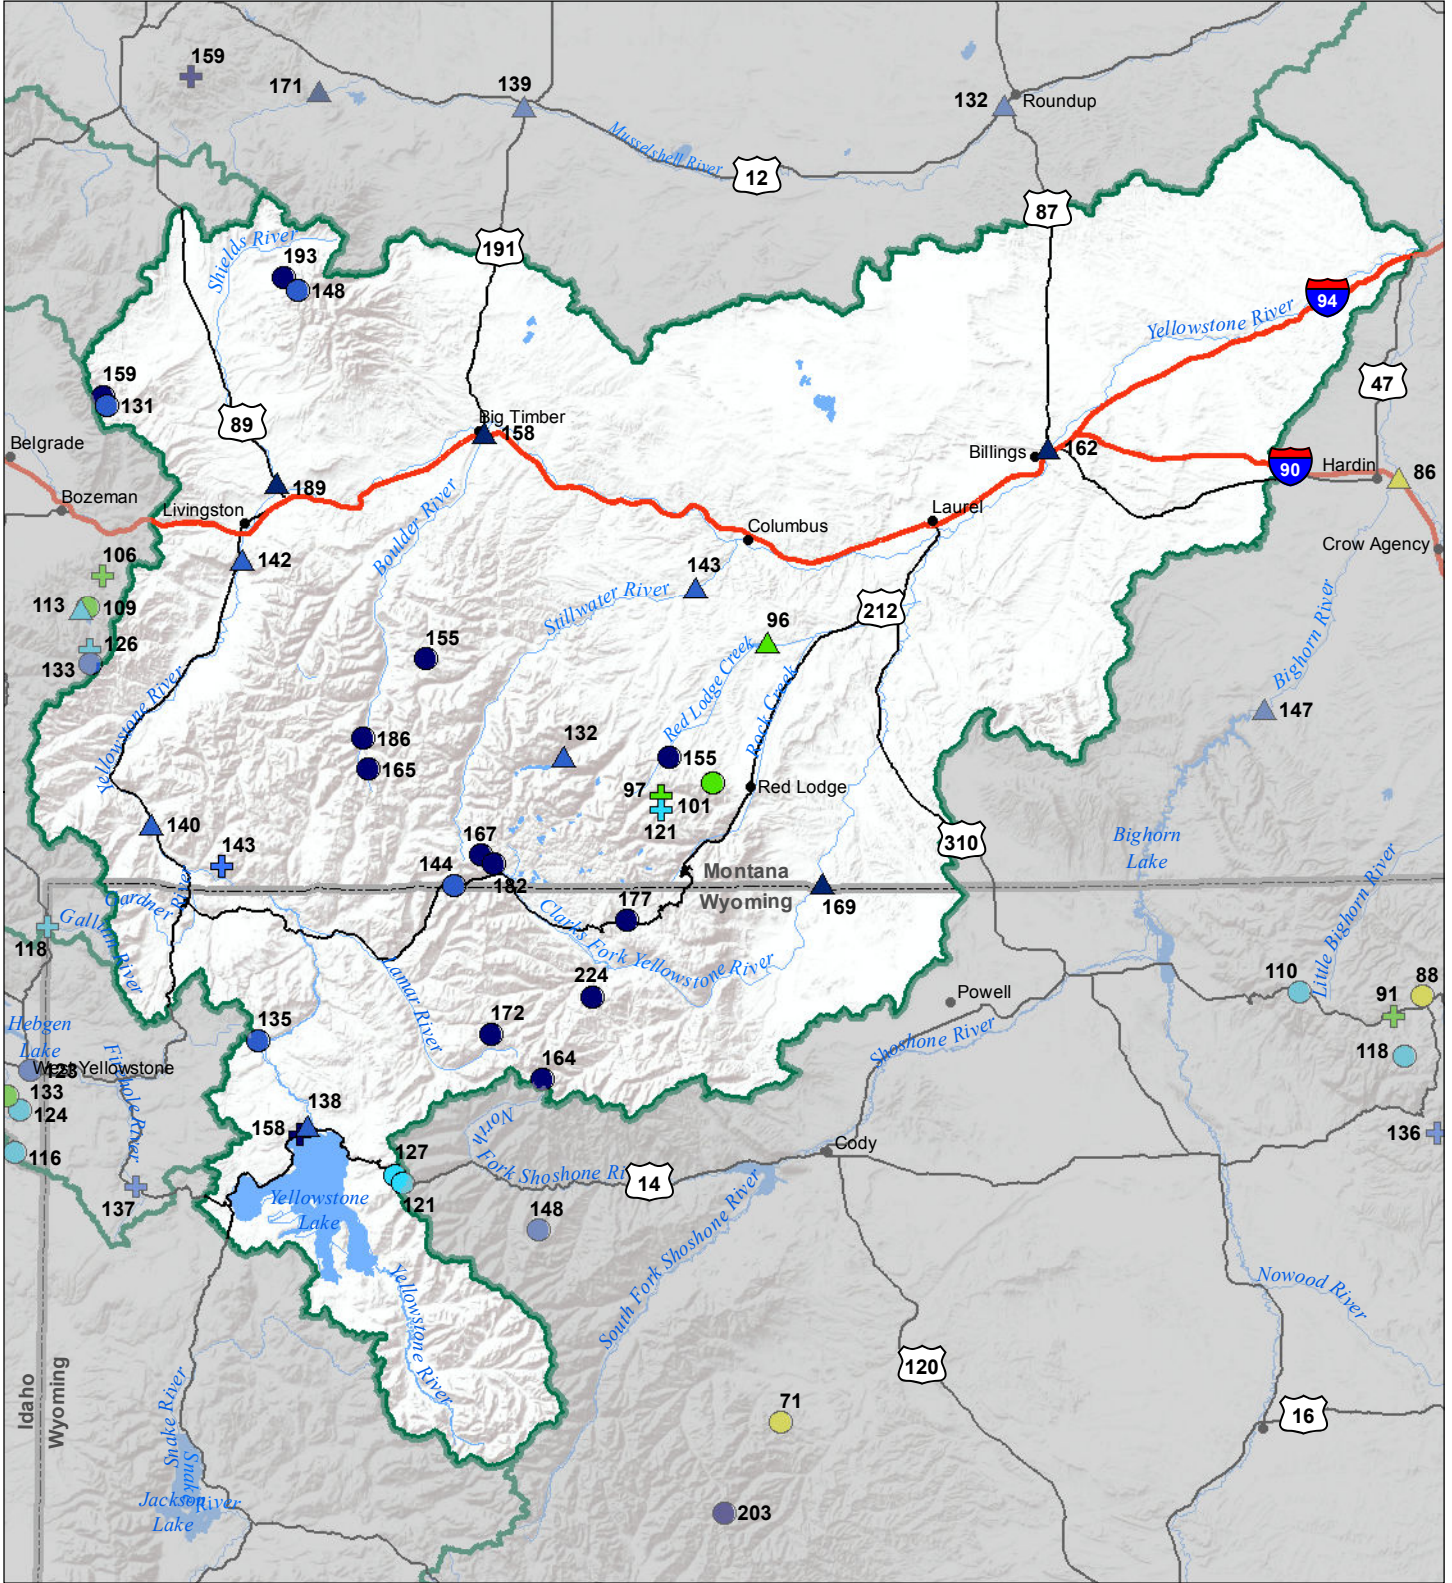 159
171
139
132
Roundup
Musselshell River
12
87
191
Shields River
193
148
94
Yellowstone River
47
159
131
89
Big Timber
158
Belgrade
Billings
162
90
Hardin
86
189
Bozeman
Livingston
Boulder River
Laurel
Columbus
Crow Agency
106
142
143
Stillwater River
212
113
109
96
126
133
155
Red Lodge Creek
Rock Creek
Bighorn River
Yellowstone River
147
186
132
155
165
97
101
Red Lodge
121
140
143
310
Bighorn
Lake
167
144
182
Montana
Wyoming
177
169
Gardner River
Gallatin River
118
Clarks Fork Yellowstone River
Little Bighorn River
Lamar River
224
110
88
91
Powell
Hebgen
Lake
135
172
Shoshone River
118
West Yellowstone
123
Firehole River
164
133
124
138
158
North
Fork Shoshone Ri
136
Cody
116
127
14
121
137
Yellowstone
Lake
148
South Fork Shoshone River
Yellowstone River
Nowood River
Idaho
Wyoming
120
Snake River
71
16
Snake
River
Jackson
Lake
203